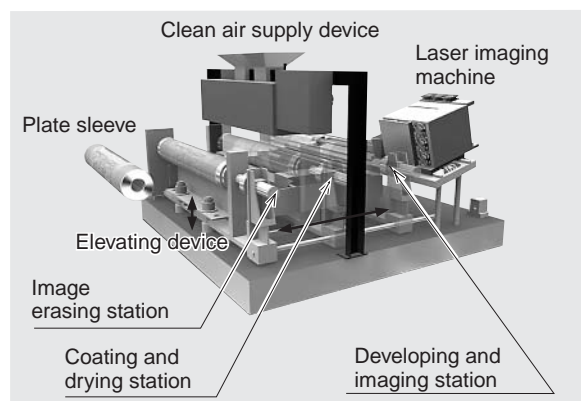 Clean air supply device
Laser imaging
machine
Plate sleeve
Elevating device
Image
erasing station
Coating and
drying station
Developing and
imaging station